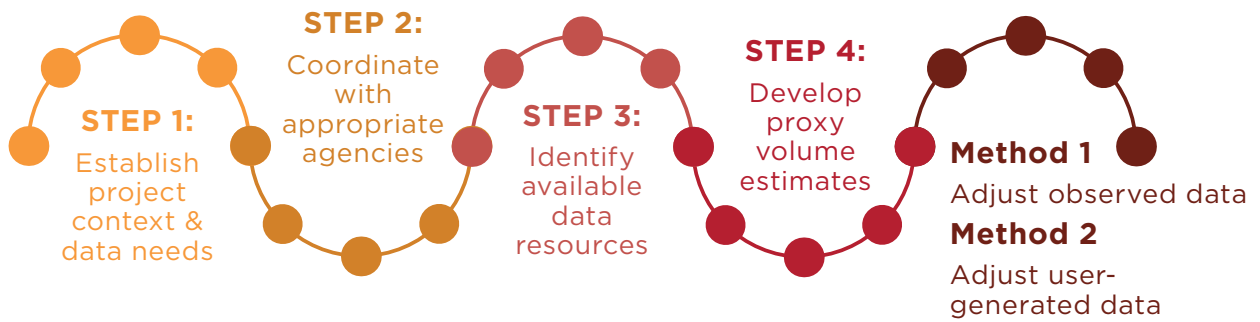 STEP 1:
Establish
project
context &
data needs
STEP 2:
Coordinate
with
appropriate
agencies
STEP 3:
Identify
available
data
resources
STEP 4:
Develop
proxy
volume
estimates
Method 1
Adjust observed data
Method 2
Adjust user-
generated data